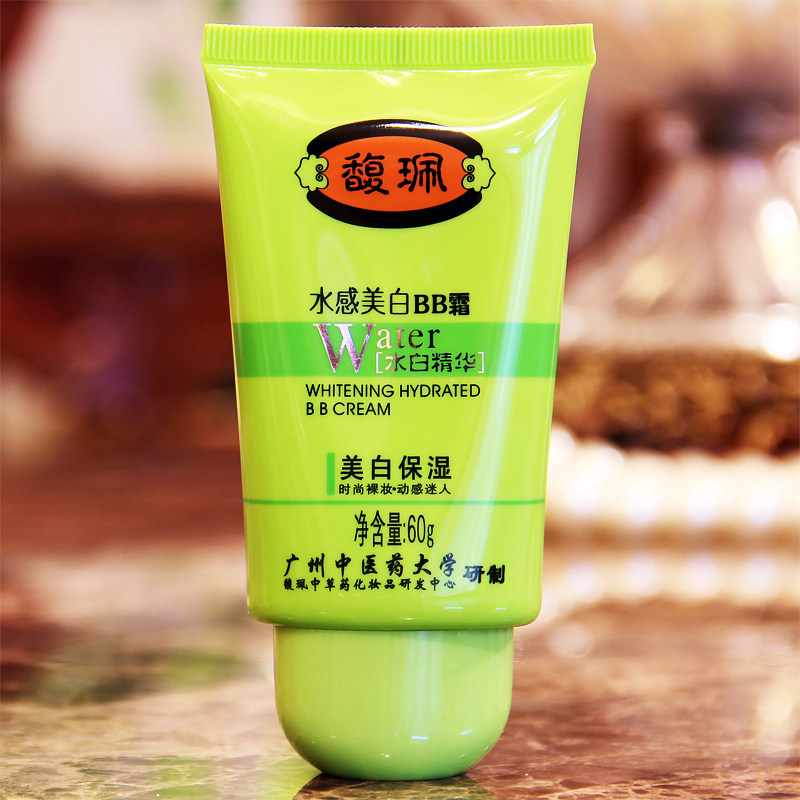 馥珮
水感美白BB霜
Water
[水白精华]
WHITENING HYDRATED
B B CREAM
美白保湿
时尚裸妆·动感迷人
净含量:60g
广州中医药大学 研制
馥珮中草药化妆品研发中心